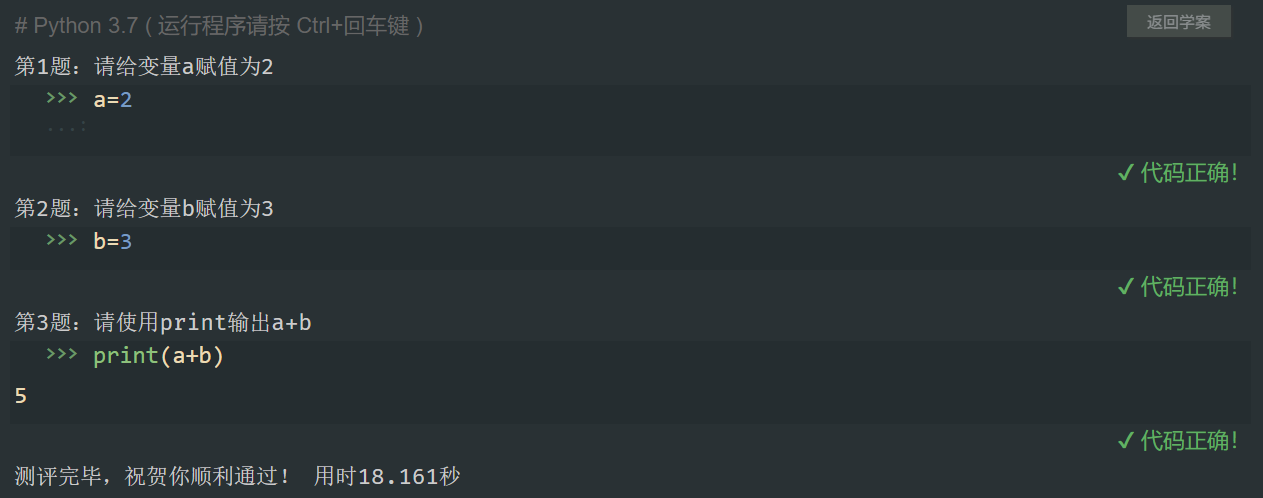 # Python 3.7 ( 运行程序请按 Ctrl+回车键 )
返回学案
第1题：请给变量a赋值为2
>>> a=2
...:
✓ 代码正确！
第2题：请给变量b赋值为3
>>> b=3
✓ 代码正确！
第3题：请使用print输出a+b
>>> print(a+b)
5
✓ 代码正确！
测评完毕，祝贺你顺利通过！ 用时18.161秒